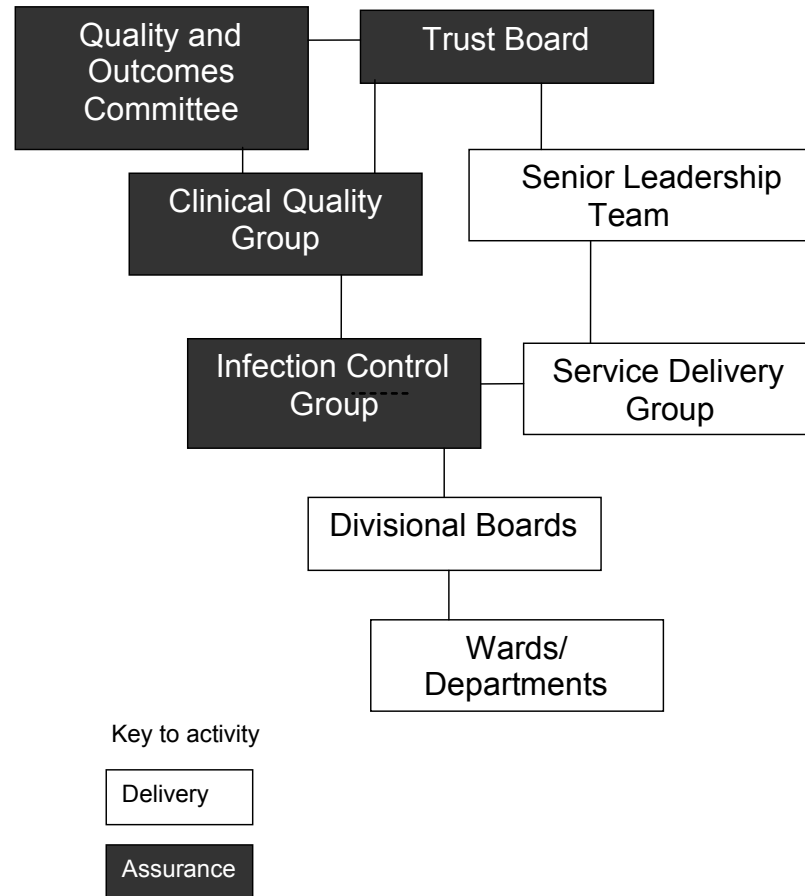 Quality and
Outcomes
Committee
Trust Board
Clinical Quality
Group
Senior Leadership
Team
Infection Control
Group
Service Delivery
Group
Divisional Boards
Wards/
Departments
Key to activity
Delivery
Assurance